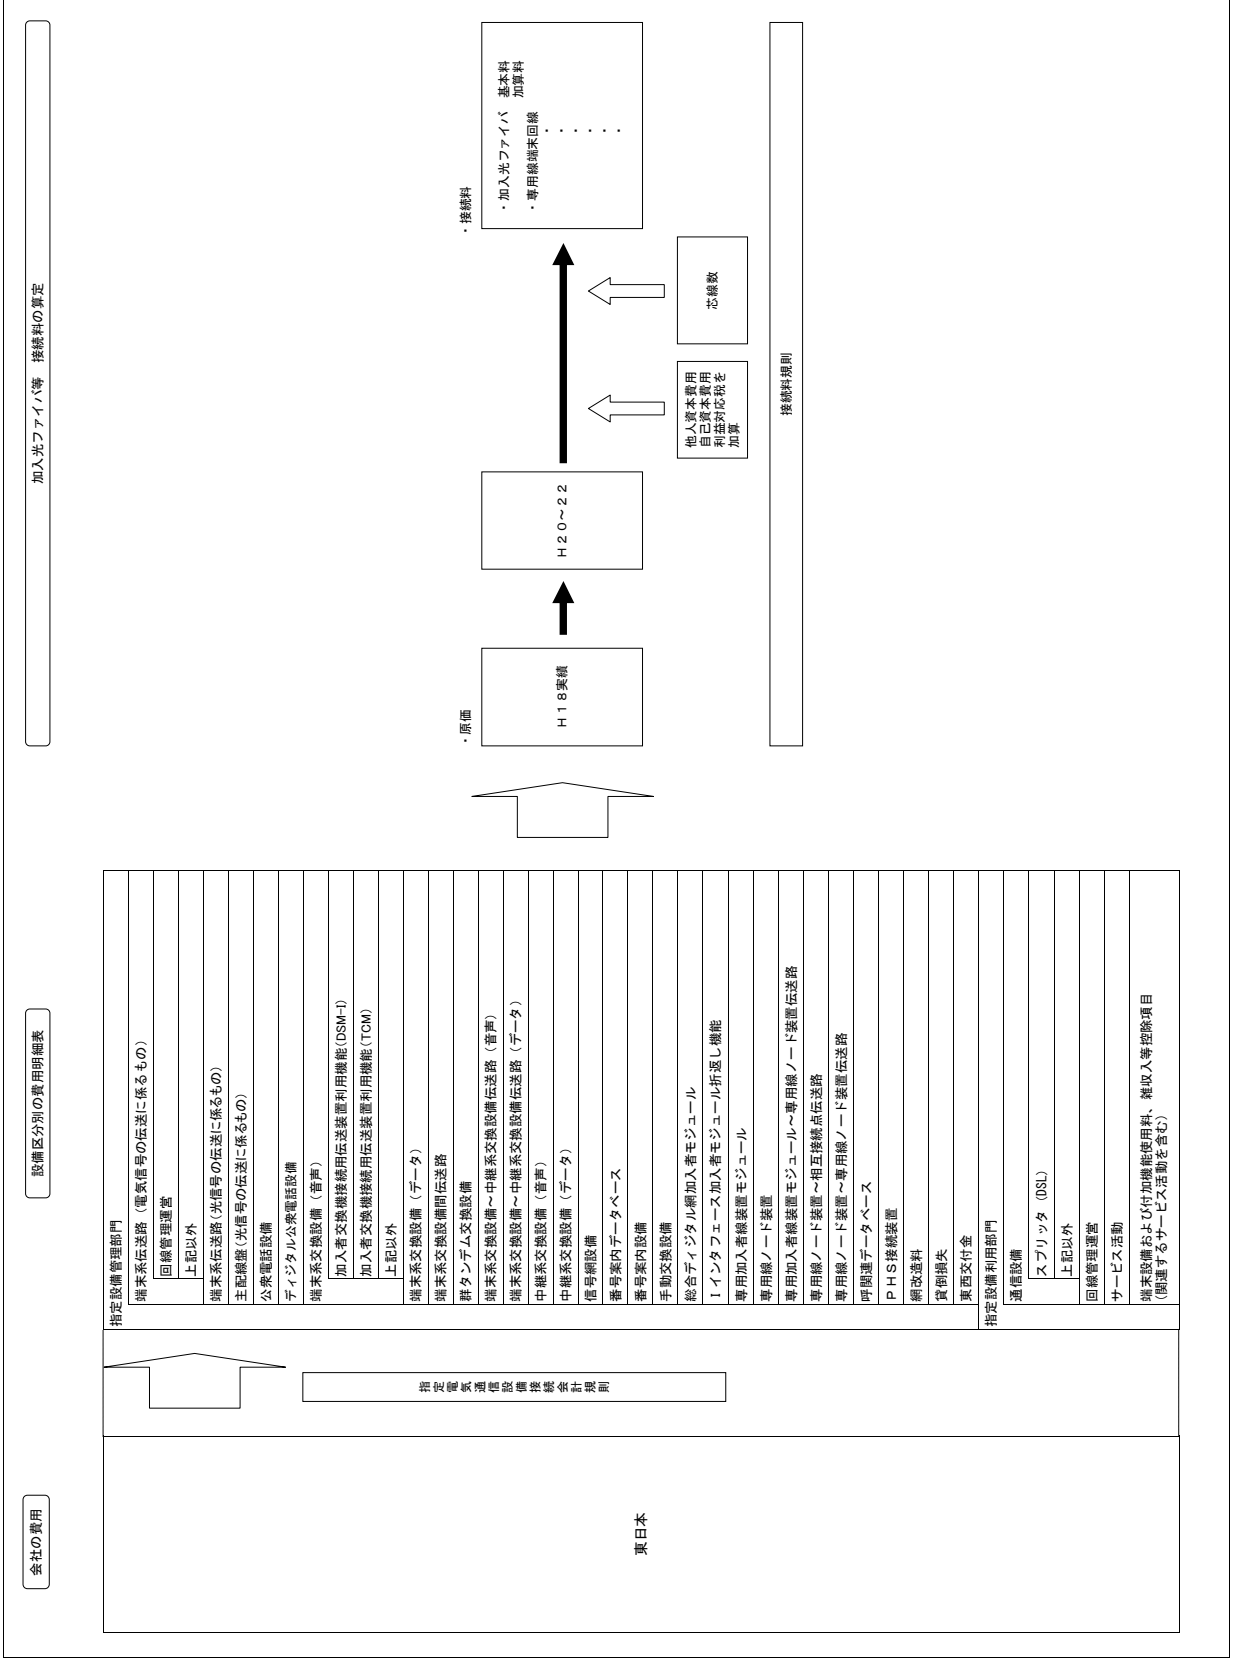 会社の費用
設備区分別の費用明細表
加入光ファイバ等　接続料の算定
東日本
指定電気通信設備接続会計規則
指定設備管理部門
端末系伝送路（電気信号の伝送に係るもの）
回線管理運営
上記以外
端末系伝送路(光信号の伝送に係るもの)
主配線盤(光信号の伝送に係るもの)
公衆電話設備
ディジタル公衆電話設備
端末系交換設備（音声）
加入者交換機接続用伝送装置利用機能(DSM-I)
加入者交換機接続用伝送装置利用機能(TCM)
上記以外
端末系交換設備（データ）
端末系交換設備間伝送路
群タンデム交換設備
端末系交換設備～中継系交換設備伝送路（音声）
端末系交換設備～中継系交換設備伝送路（データ）
中継系交換設備（音声）
中継系交換設備（データ）
信号網設備
番号案内データベース
番号案内設備
手動交換設備
総合ディジタル網加入者モジュール
Ｉインタフェース加入者モジュール折返し機能
専用加入者線装置モジュール
専用線ノード装置
専用加入者線装置モジュール～専用線ノード装置伝送路
専用線ノード装置～相互接続点伝送路
専用線ノード装置～専用線ノード装置伝送路
呼関連データベース
ＰＨＳ接続装置
網改造料
貸倒損失
東西交付金
指定設備利用部門
通信設備
スプリッタ（DSL）
上記以外
回線管理運営
サービス活動
端末設備および付加機能使用料、雑収入等控除項目
（関連するサービス活動を含む）
・原価
Ｈ１８実績
Ｈ２０～２２
・接続料
・加入光ファイバ　基本料
加算料
・専用線端末回線
・
・
・
・
・
・
他人資本費用
自己資本費用
利益対応税を
加算
芯線数
接続料規則